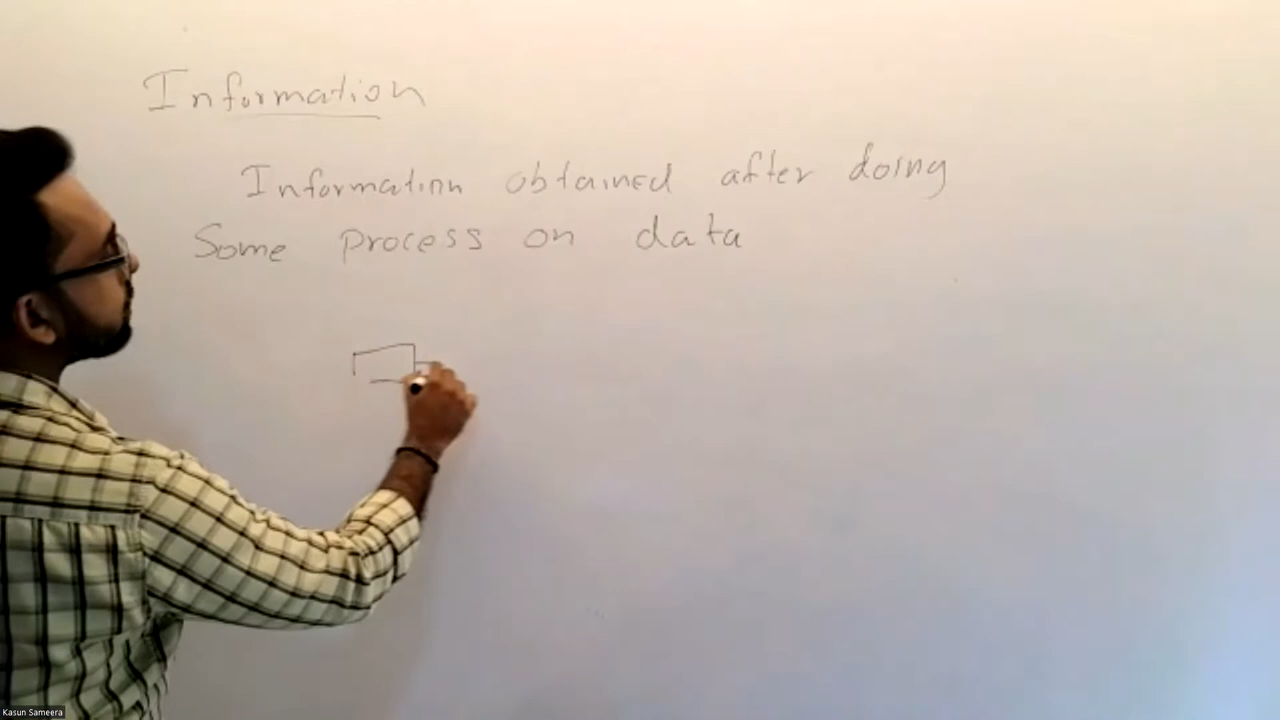 Information
Information obtained after doing
Some process on data
Kasun Sameera